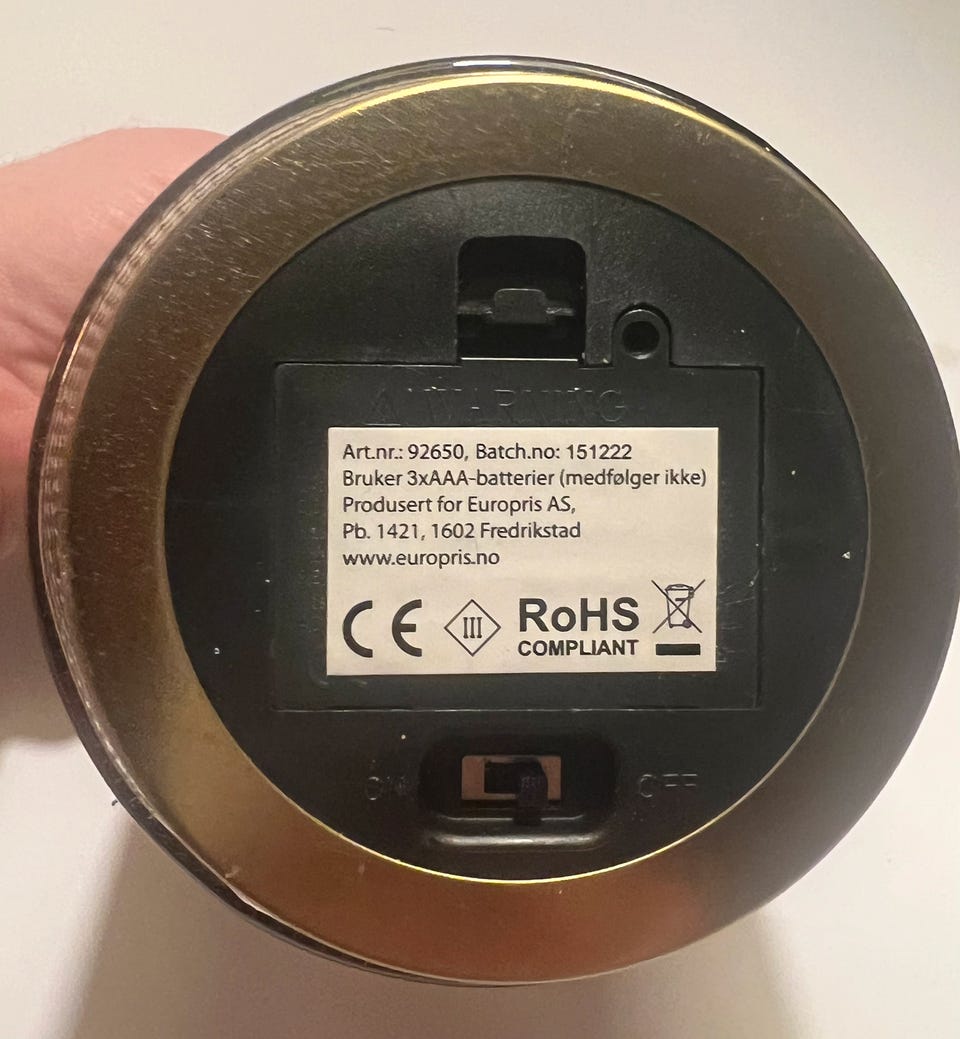 WARNING
Art.nr.: 92650, Batch.no: 151222
Bruker 3xAAA-batterier (medfølger ikke)
Produsert for Europris AS,
Pb. 1421, 1602 Fredrikstad
www.europris.no
CE III RoHS
COMPLIANT
ON OFF